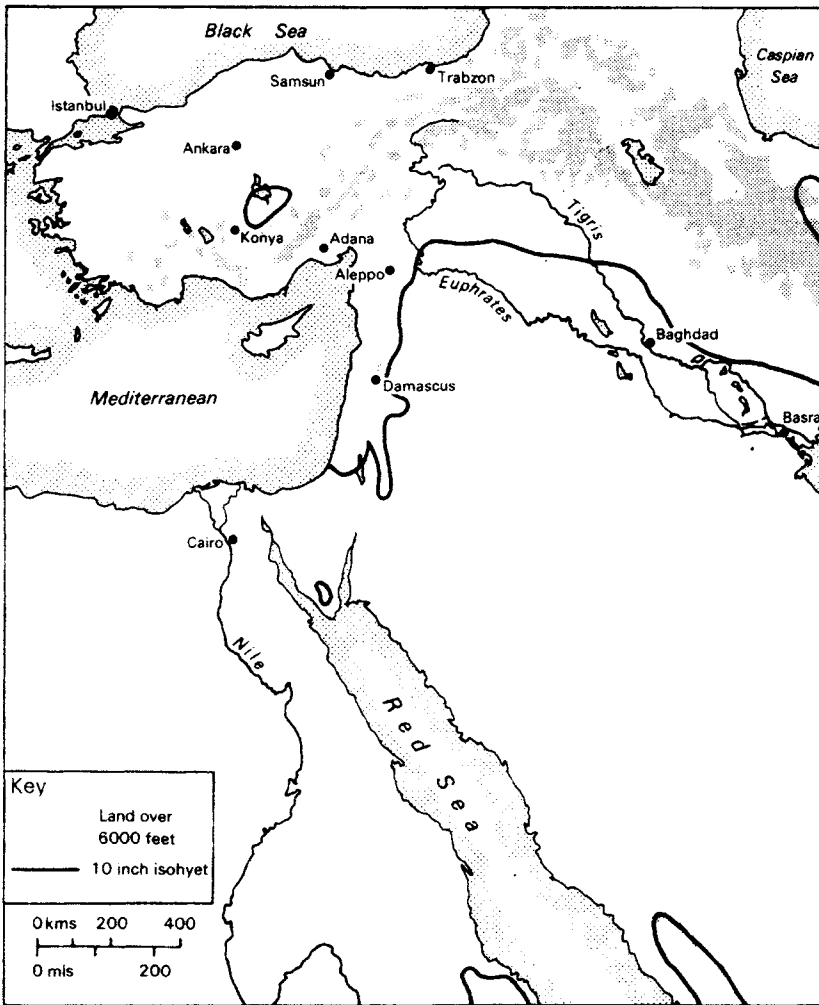 Black Sea
Caspian
Sea
Samsun
Trabzon
Istanbul
Ankara
Tigris
Konya
Adana
Aleppo
Euphrates
Baghdad
Mediterranean
Damascus
Basra
Cairo
Nile
Red Sea
Key
Land over
6000 feet
10 inch isohyet
0 kms 200 400
0 mls 200